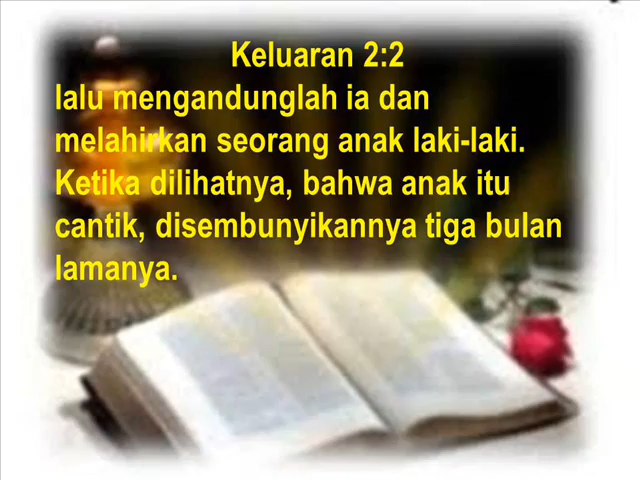 Keluaran 2:2
lalu mengandunglah ia dan
melahirkan seorang anak laki-laki.
Ketika dilihatnya, bahwa anak itu
cantik, disembunyikannya tiga bulan
lamanya.